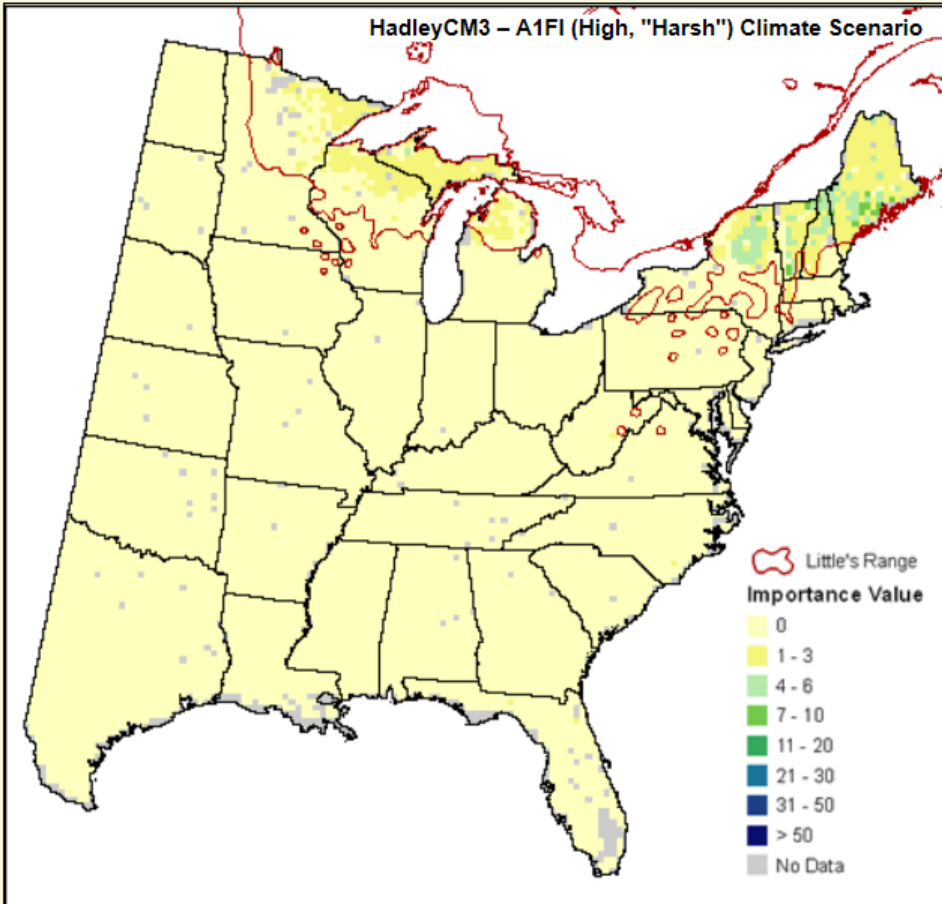 HadleyCM3 – A1FI (High, "Harsh") Climate Scenario
Little's Range
Importance Value
0
1 - 3
4 - 6
7 - 10
11 - 20
21 - 30
31 - 50
> 50
No Data